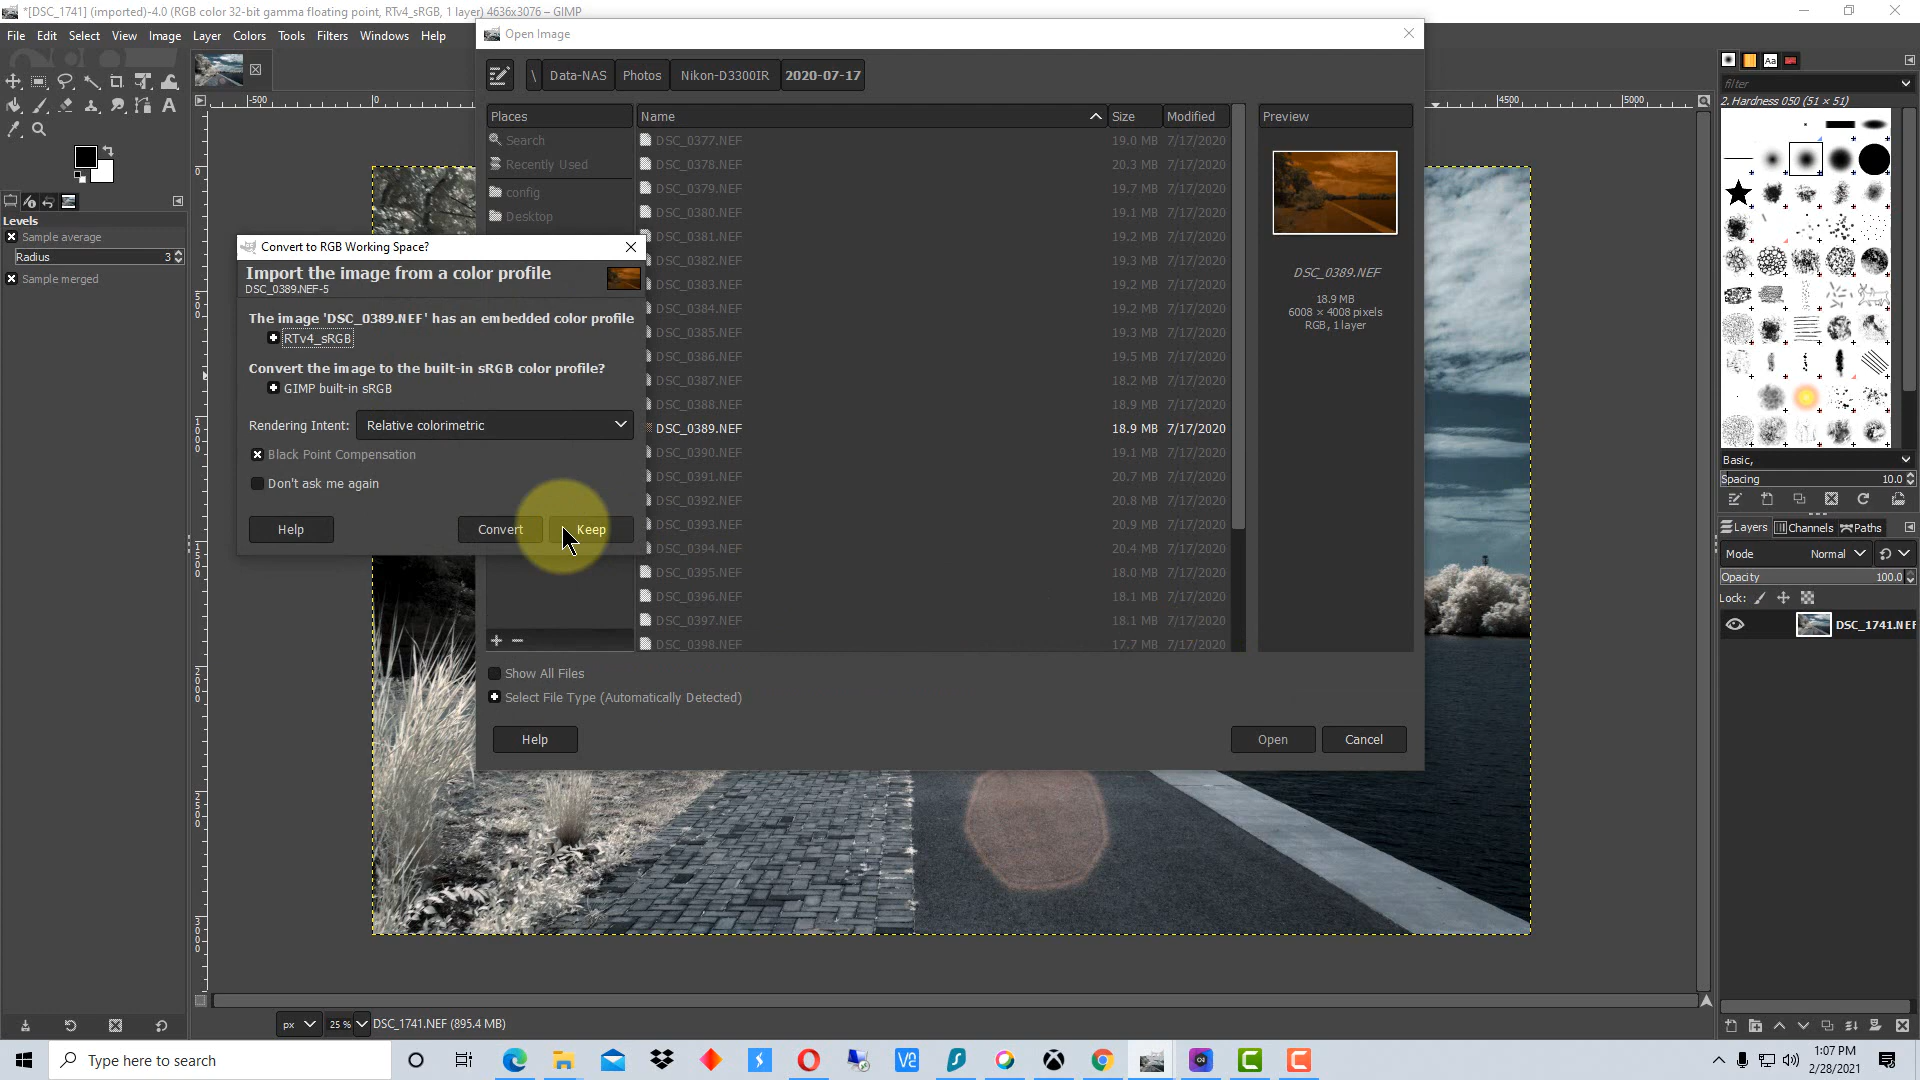 *[DSC_1741] (imported)-4.0 (RGB color 32-bit gamma floating point, RTv4_sRGB, 1 layer) 4636x3076 – GIMP
File Edit Select View Image Layer Colors Tools Filters Windows Help
Open Image
\ Data-NAS Photos Nikon-D3300IR 2020-07-17
Places
Search
Recently Used
config
Desktop
Name Size Modified
DSC_0377.NEF 19.0 MB 7/17/2020
DSC_0378.NEF 20.3 MB 7/17/2020
DSC_0379.NEF 19.7 MB 7/17/2020
DSC_0380.NEF 19.1 MB 7/17/2020
DSC_0381.NEF 19.2 MB 7/17/2020
DSC_0382.NEF 19.3 MB 7/17/2020
DSC_0383.NEF 19.2 MB 7/17/2020
DSC_0384.NEF 19.2 MB 7/17/2020
DSC_0385.NEF 19.3 MB 7/17/2020
DSC_0386.NEF 19.5 MB 7/17/2020
DSC_0387.NEF 18.2 MB 7/17/2020
DSC_0388.NEF 18.9 MB 7/17/2020
DSC_0389.NEF 18.9 MB 7/17/2020
DSC_0390.NEF 19.1 MB 7/17/2020
DSC_0391.NEF 20.7 MB 7/17/2020
DSC_0392.NEF 20.8 MB 7/17/2020
DSC_0393.NEF 20.9 MB 7/17/2020
DSC_0394.NEF 20.4 MB 7/17/2020
DSC_0395.NEF 18.0 MB 7/17/2020
DSC_0396.NEF 18.1 MB 7/17/2020
DSC_0397.NEF 18.1 MB 7/17/2020
DSC_0398.NEF 17.7 MB 7/17/2020
Preview
DSC_0389.NEF
18.9 MB
6008 × 4008 pixels
RGB, 1 layer
Show All Files
Select File Type (Automatically Detected)
Help Open Cancel
Convert to RGB Working Space?
Import the image from a color profile
DSC_0389.NEF-5
The image 'DSC_0389.NEF' has an embedded color profile
RTv4_sRGB
Convert the image to the built-in sRGB color profile?
GIMP built-in sRGB
Rendering Intent: Relative colorimetric
Black Point Compensation
Don't ask me again
Help Convert Keep
Levels
Sample average
Radius 3
Sample merged
-500 0 4500 5000
0
500
1000
1500
2000
2500
3000
Aa
filter
2. Hardness 050 (51 × 51)
Basic,
Spacing 10.0
Layers Channels Paths
Mode Normal
Opacity 100.0
Lock:
DSC_1741.NEF
px 25 % DSC_1741.NEF (895.4 MB)
Type here to search
1:07 PM
2/28/2021